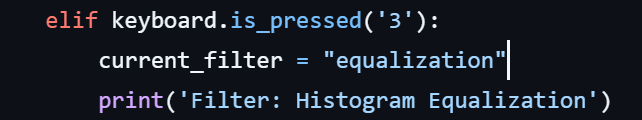 elif keyboard.is_pressed('3'):
current_filter = "equalization"
print('Filter: Histogram Equalization')